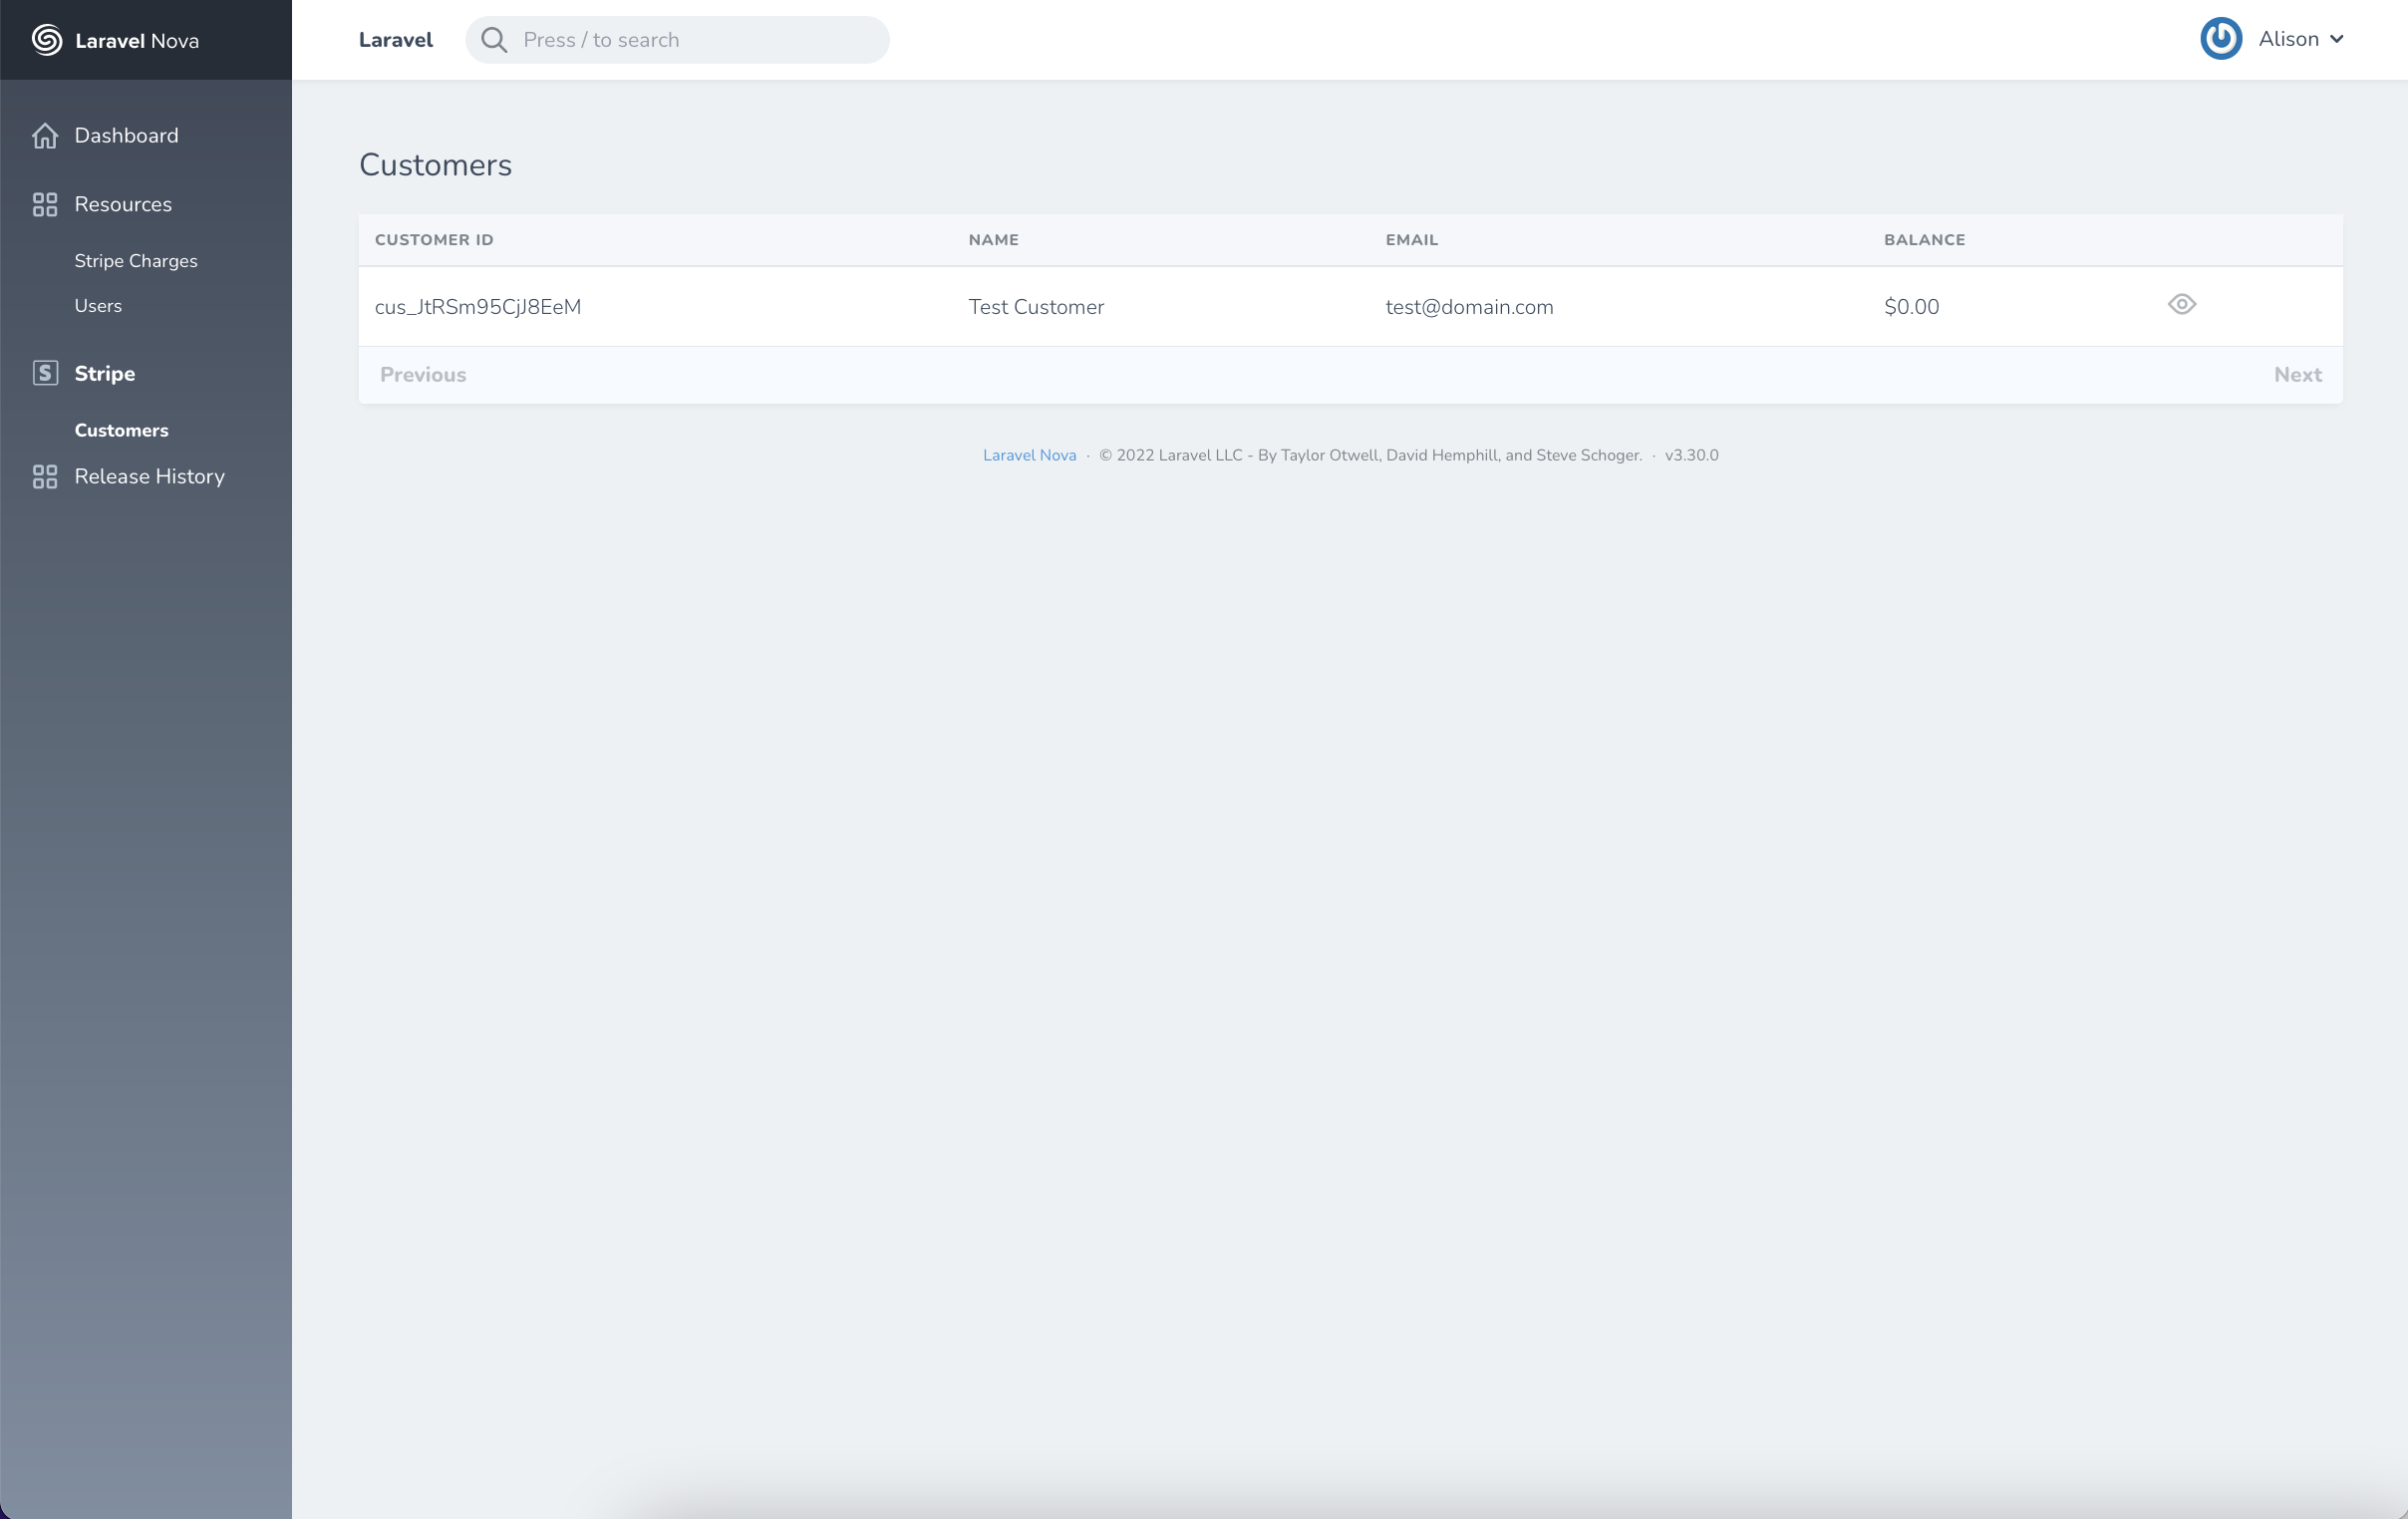 Laravel Nova
Laravel
Press / to search
Alison
Dashboard
Resources
Stripe Charges
Users
S Stripe
Customers
Release History
Customers
CUSTOMER ID NAME EMAIL BALANCE
cus_JtRSm95CjJ8EeM Test Customer test@domain.com $0.00
Previous Next
Laravel Nova · © 2022 Laravel LLC - By Taylor Otwell, David Hemphill, and Steve Schoger. · v3.30.0